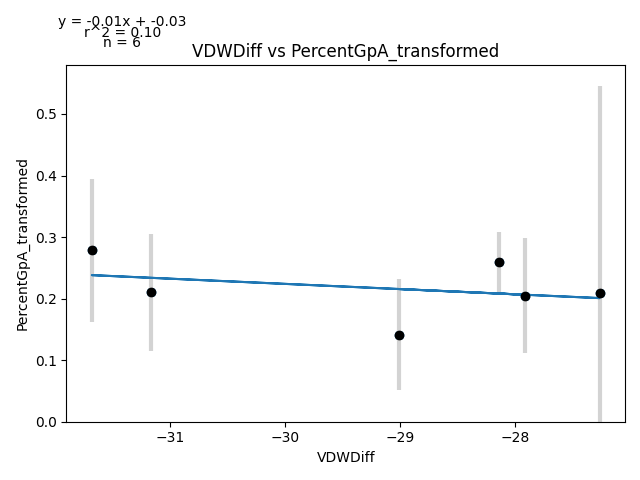 y = -0.01x + -0.03
r^2 = 0.10
n = 6
VDWDiff vs PercentGpA_transformed
PercentGpA_transformed
0.5
0.4
0.3
0.2
0.1
0.0
−31
−30
−29
−28
VDWDiff